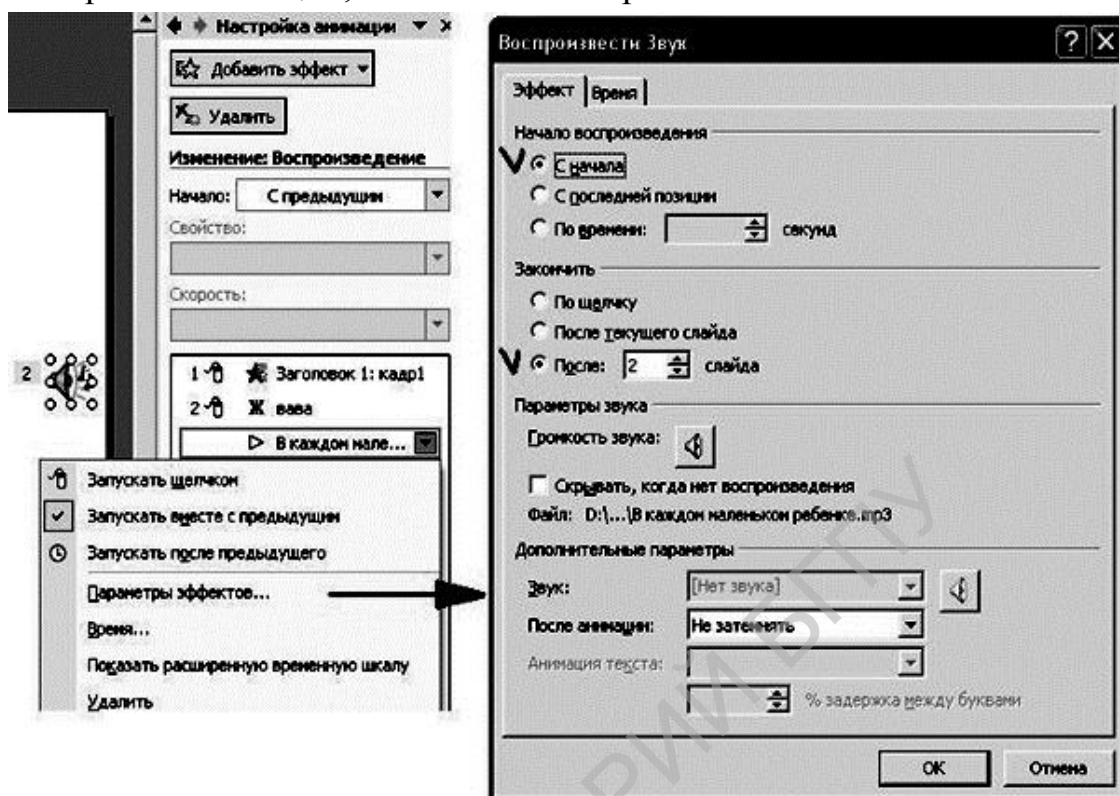 Настройка анимации
Добавить эффект
Удалить
Изменение: Воспроизведение
Начало: С предыдущим
Свойство:
Скорость:
2
1 Заголовок 1: кадр1
2 Ж вава
В каждом мале...
Запускать щелчком
Запускать вместе с предыдущим
Запускать после предыдущего
Параметры эффектов...
Время...
Показать расширенную временную шкалу
Удалить
Воспроизвести Звук
Эффект Время
Начало воспроизведения
С начала
С последней позиции
По времени: секунд
Закончить
По щелчку
После текущего слайда
После: 2 слайда
Параметры звука
Громкость звука:
Скрывать, когда нет воспроизведения
Файл: D:\...\В каждом маленьком ребенке.mp3
Дополнительные параметры
Звук: [Нет звука]
После анимации: Не затемнять
Анимация текста:
% задержка между буквами
ОК Отмена
РИЙ БГПУ